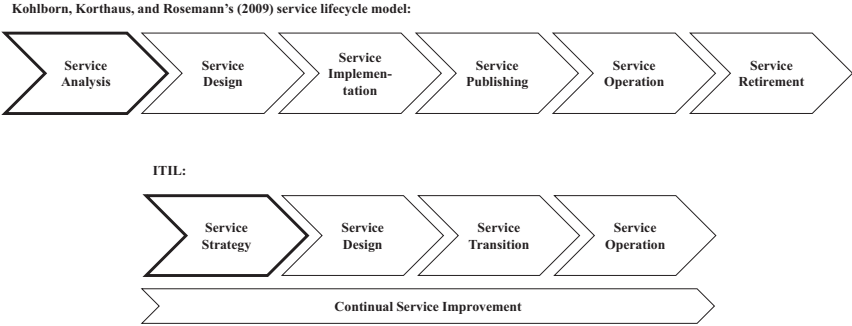 Kohlborn, Korthaus, and Rosemann's (2009) service lifecycle model:
Service
Analysis
Service
Design
Service
Implemen-
tation
Service
Publishing
Service
Operation
Service
Retirement
ITIL:
Service
Strategy
Service
Design
Service
Transition
Service
Operation
Continual Service Improvement